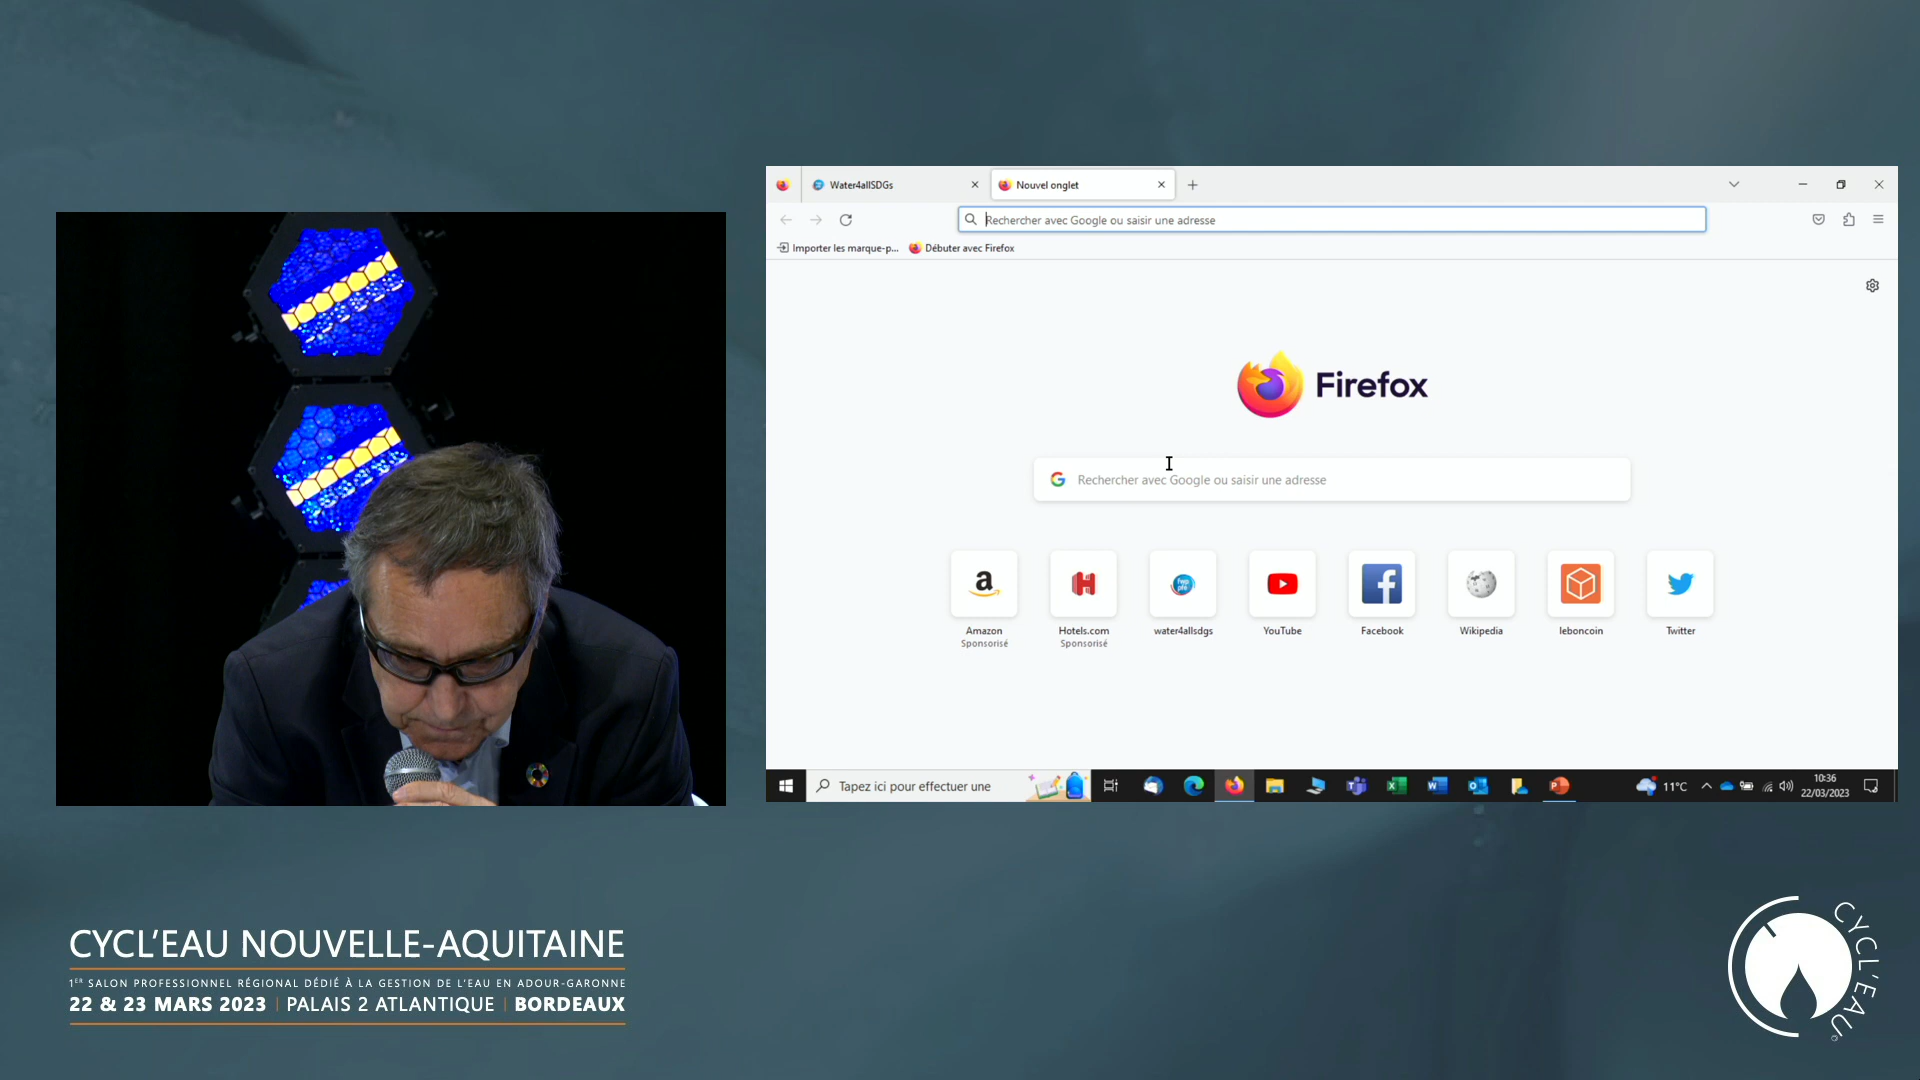 Water4allSDGs
Nouvel onglet
Rechercher avec Google ou saisir une adresse
Importer les marque-p...
Débuter avec Firefox
Firefox
Rechercher avec Google ou saisir une adresse
Amazon
Sponsorisé
Hotels.com
Sponsorisé
water4allsdgs
YouTube
Facebook
Wikipedia
leboncoin
Twitter
Tapez ici pour effectuer une
11°C
10:36
22/03/2023
CYCL'EAU NOUVELLE-AQUITAINE
1ER SALON PROFESSIONNEL RÉGIONAL DÉDIÉ À LA GESTION DE L'EAU EN ADOUR-GARONNE
22 & 23 MARS 2023 | PALAIS 2 ATLANTIQUE | BORDEAUX
CYCL'EAU